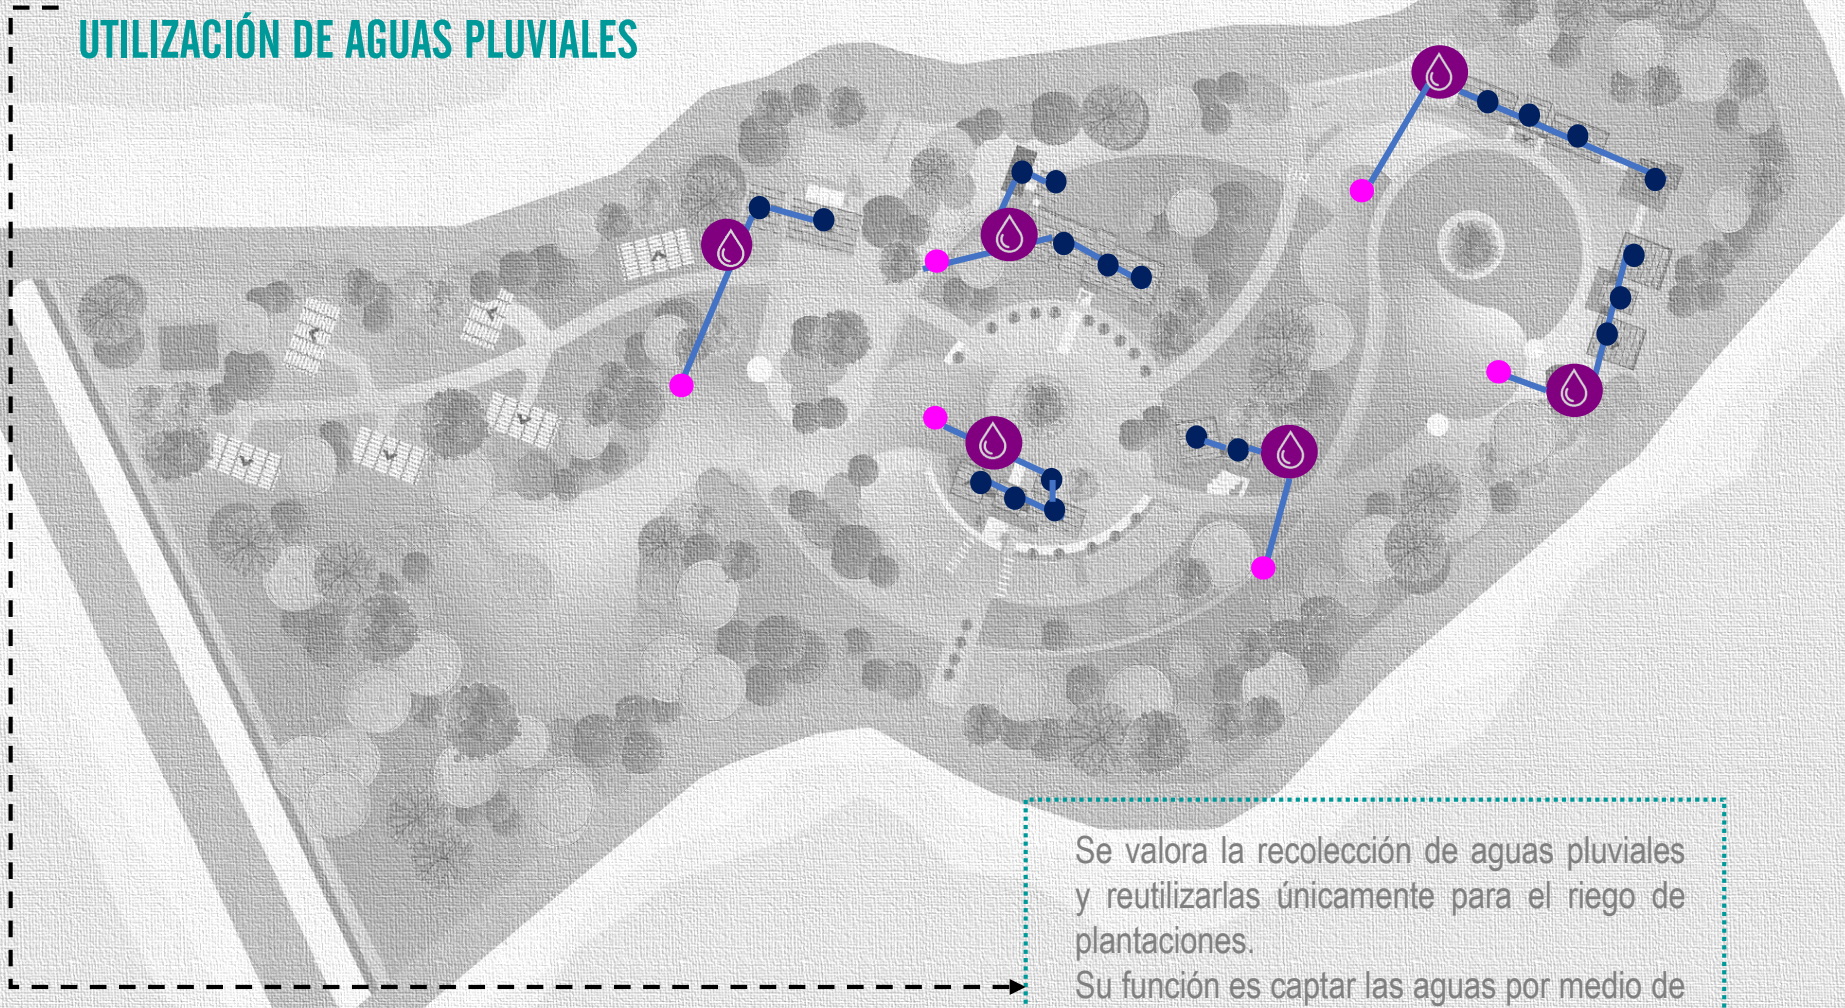 UTILIZACIÓN DE AGUAS PLUVIALES
Se valora la recolección de aguas pluviales
y reutilizarlas únicamente para el riego de
plantaciones.
Su función es captar las aguas por medio de